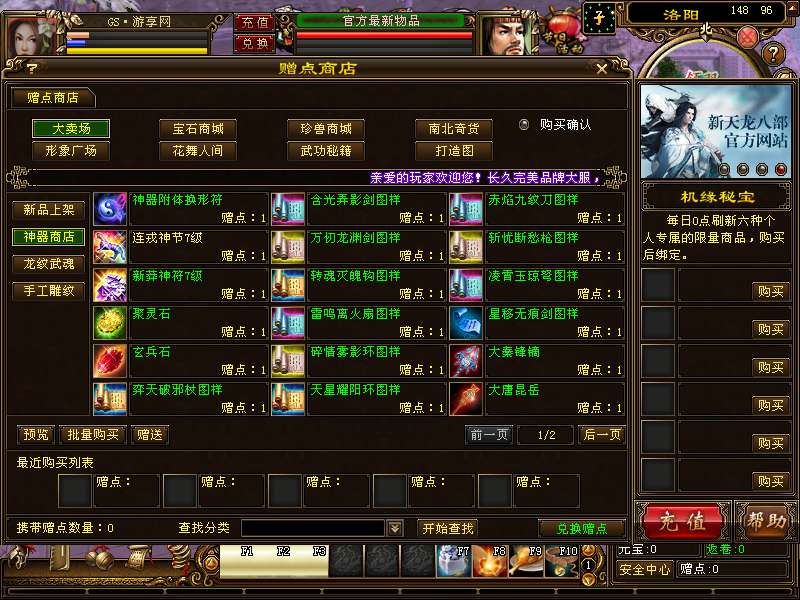 GS·游享网
充值
兑换
官方最新物品
洛阳
148 96
北
赠点商店
赠点商店
大卖场
宝石商城
珍兽商城
南北奇货
购买确认
形象广场
花舞人间
武功秘籍
打造图
亲爱的玩家欢迎您! 长久完美品牌大服,
新天龙八部
官方网站
机缘秘宝
每日0点刷新六种个
人专属的限量商品,购买
后绑定。
新品上架
神器商店
龙纹武魂
手工雕纹
神器附体换形符
赠点:1
含光弄影剑图样
赠点:1
赤焰九纹刀图样
赠点:1
连戎神节7级
赠点:1
万仞龙渊剑图样
赠点:1
斩忧断愁枪图样
赠点:1
新莽神符7级
赠点:1
转魂灭魄钩图样
赠点:1
凌霄玉琼弩图样
赠点:1
聚灵石
赠点:1
雷鸣离火扇图样
赠点:1
星移无痕剑图样
赠点:1
玄兵石
赠点:1
碎情雾影环图样
赠点:1
大秦锋镝
赠点:1
弈天破邪杖图样
赠点:1
天星耀阳环图样
赠点:1
大唐昆岳
赠点:1
购买
购买
购买
购买
购买
购买
预览
批量购买
赠送
前一页
1/2
后一页
最近购买列表
赠点:
赠点:
赠点:
赠点:
赠点:
携带赠点数量:0
查找分类
开始查找
兑换赠点
充值
帮助
F1
F2
F3
F7
F8
F9
F10
1
元宝:0
安全中心
赠点:0